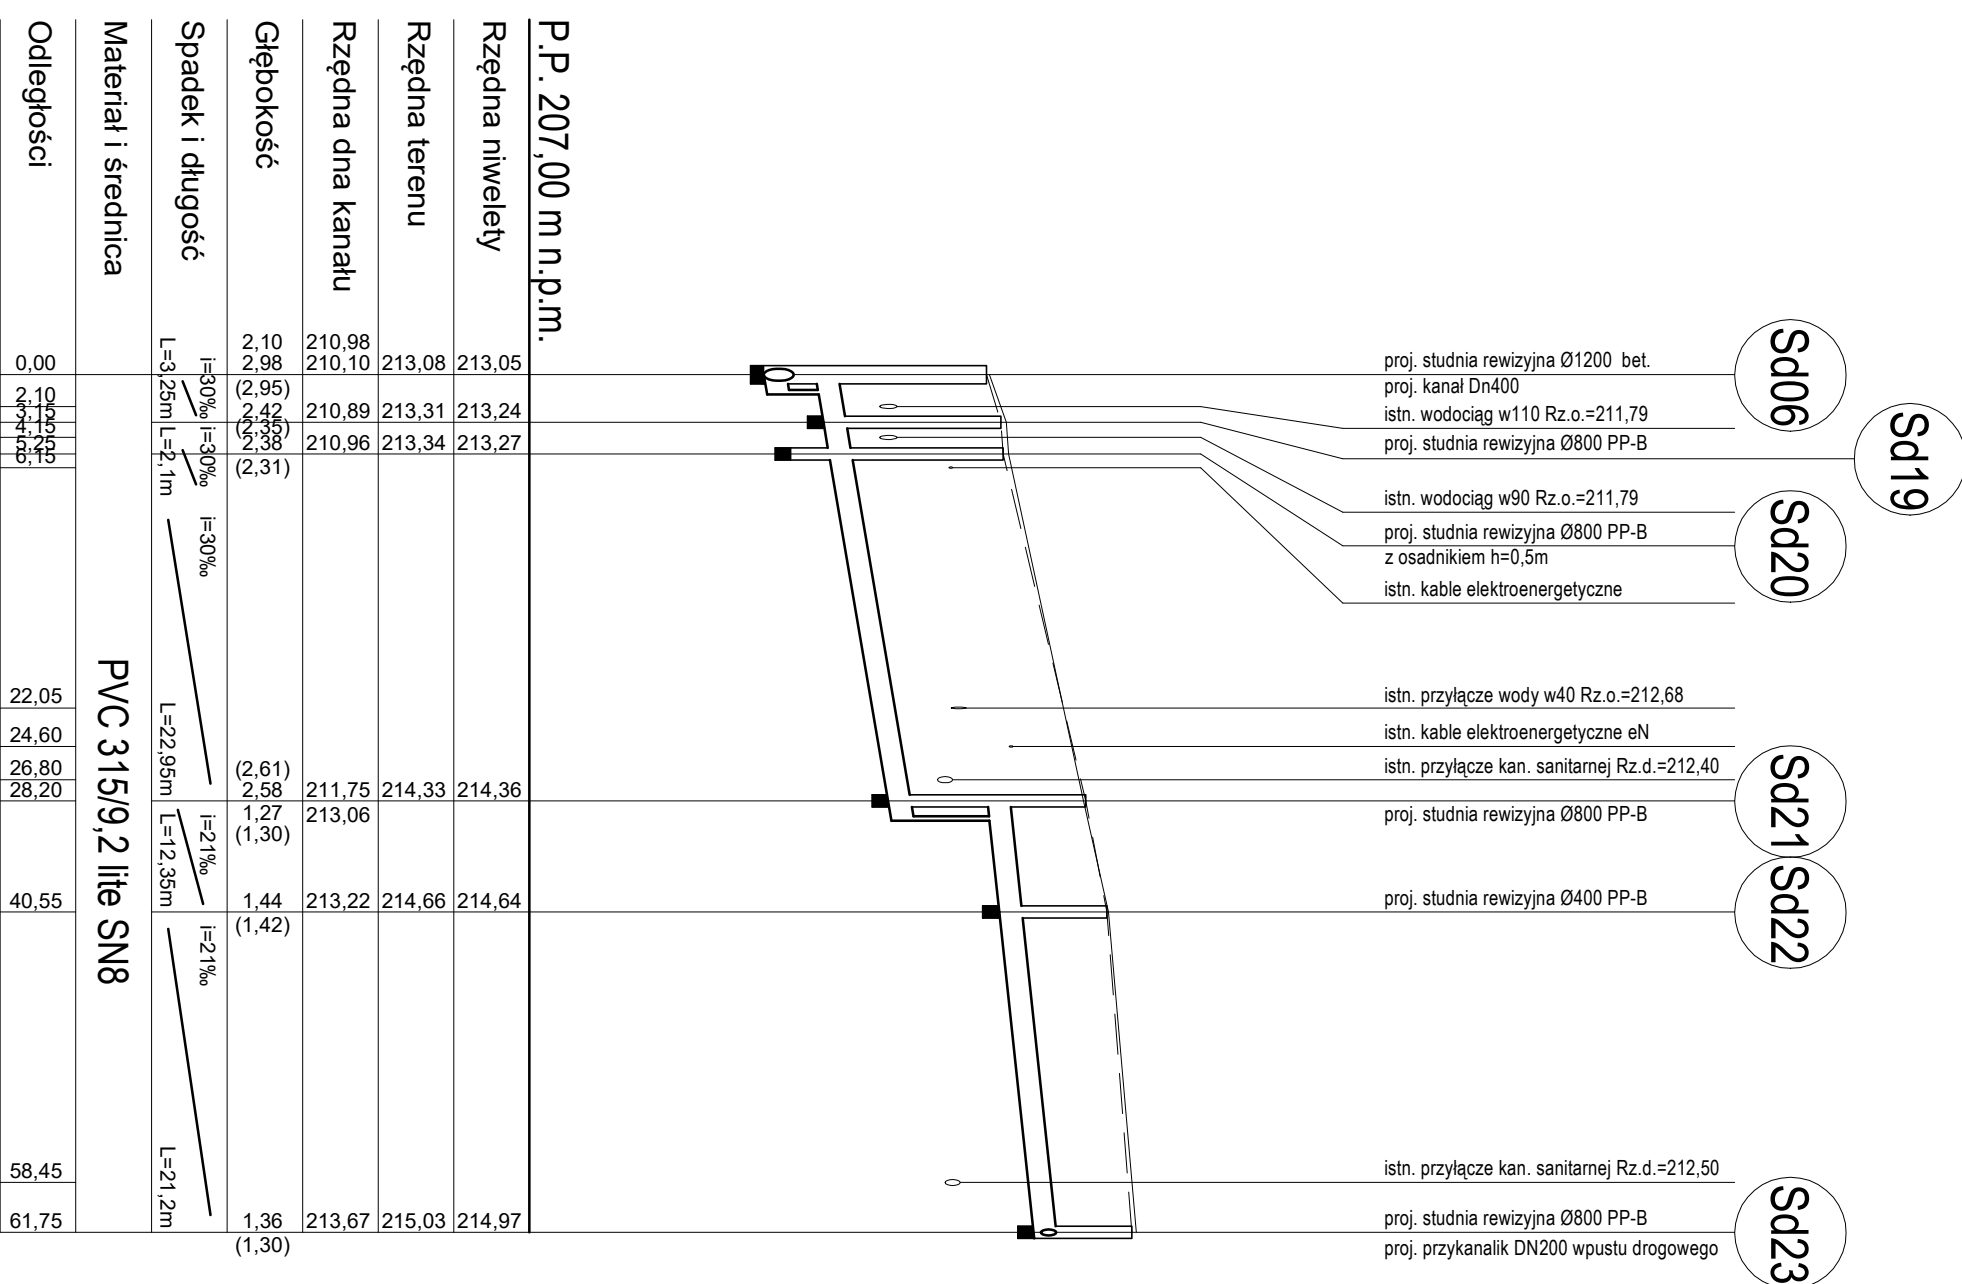 Sd06
Sd19
Sd20
Sd21
Sd22
Sd23
proj. studnia rewizyjna Ø1200 bet.
proj. kanał Dn400
istn. wodociąg w110 Rz.o.=211,79
proj. studnia rewizyjna Ø800 PP-B
istn. wodociąg w90 Rz.o.=211,79
proj. studnia rewizyjna Ø800 PP-B
z osadnikiem h=0,5m
istn. kable elektroenergetyczne
istn. przyłącze wody w40 Rz.o.=212,68
istn. kable elektroenergetyczne eN
istn. przyłącze kan. sanitarnej Rz.d.=212,40
proj. studnia rewizyjna Ø800 PP-B
proj. studnia rewizyjna Ø400 PP-B
istn. przyłącze kan. sanitarnej Rz.d.=212,50
proj. studnia rewizyjna Ø800 PP-B
proj. przykanalik DN200 wpustu drogowego
P.P. 207,00 m n.p.m.
Rzędna niwelety
213,05
213,24
213,27
214,36
214,64
214,97
Rzędna terenu
213,08
213,31
213,34
214,33
214,66
215,03
Rzędna dna kanału
210,98
210,10
210,89
210,96
211,75
213,06
213,22
213,67
Głębokość
2,10
2,98
(2,95)
2,42
(2,35)
2,38
(2,31)
(2,61)
2,58
1,27
(1,30)
1,44
(1,42)
1,36
(1,30)
Spadek i długość
i=30‰
L=3,25m
i=30‰
L=2,1m
i=30‰
L=22,95m
i=21‰
L=12,35m
i=21‰
L=21,2m
Materiał i średnica
PVC 315/9,2 lite SN8
Odległości
0,00
2,10
3,15
4,15
5,25
6,15
22,05
24,60
26,80
28,20
40,55
58,45
61,75